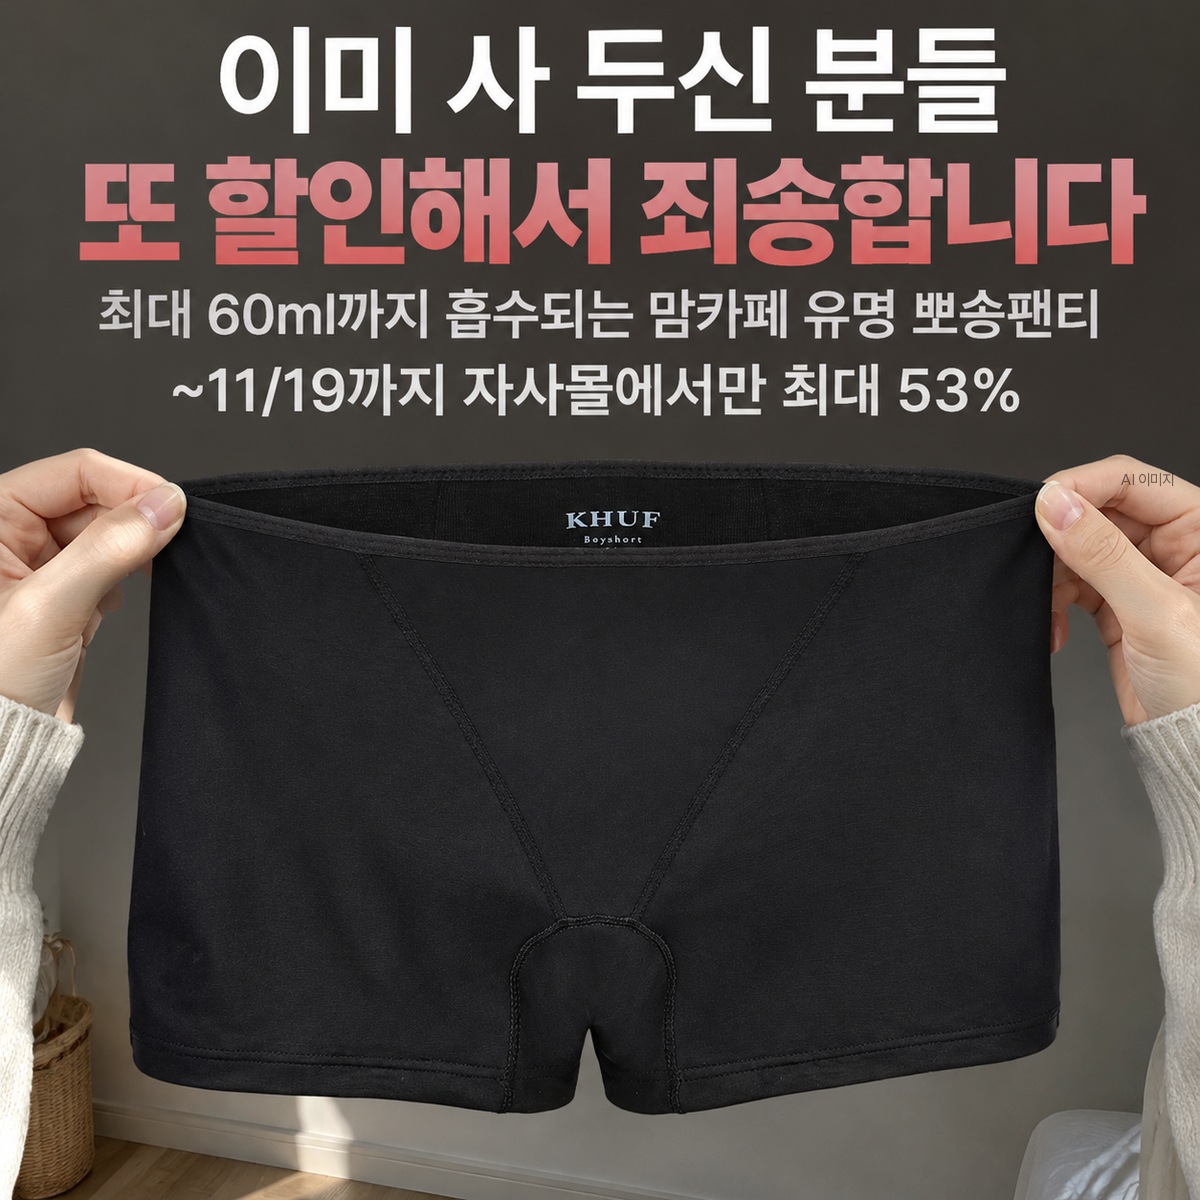 이미 사 두신 분들
또 할인해서 죄송합니다
최대 60ml까지 흡수되는 맘카페 유명 뽀송팬티
~11/19까지 자사몰에서만 최대 53%
AI 이미지
KHUF
Boyshort